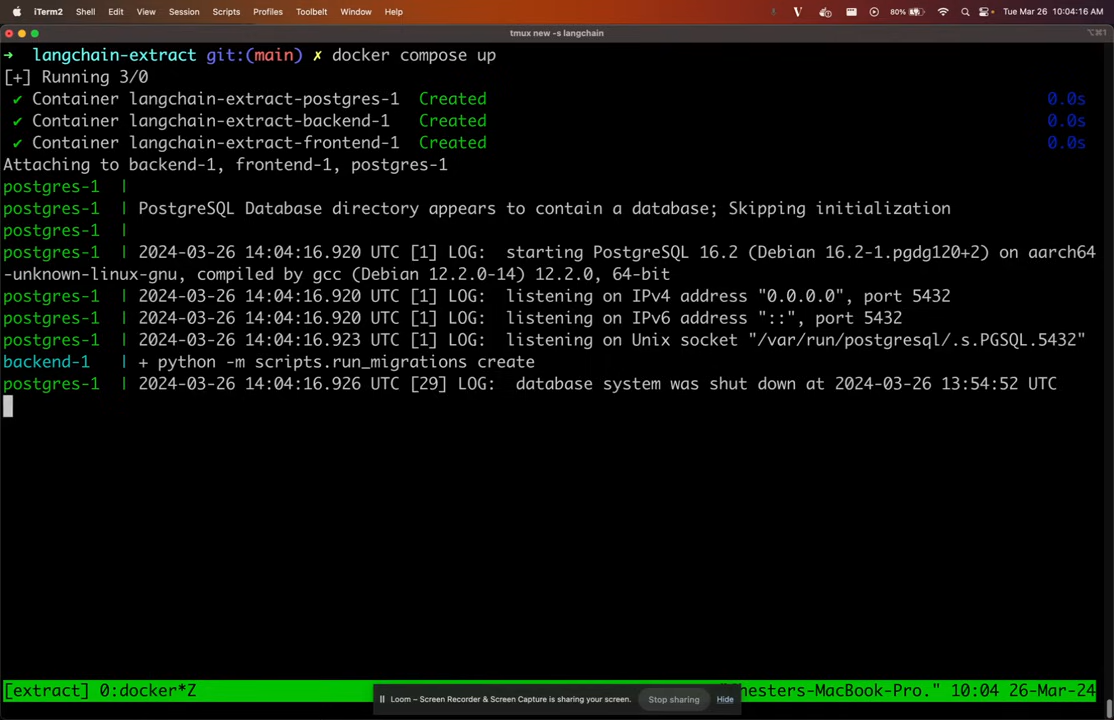 iTerm2 Shell Edit View Session Scripts Profiles Toolbelt Window Help 80% Tue Mar 26 10:04:16 AM
tmux new -s langchain ⌥⌘1
→ langchain-extract git:(main) ✗ docker compose up
[+] Running 3/0
✔ Container langchain-extract-postgres-1 Created 0.0s
✔ Container langchain-extract-backend-1 Created 0.0s
✔ Container langchain-extract-frontend-1 Created 0.0s
Attaching to backend-1, frontend-1, postgres-1
postgres-1 |
postgres-1 | PostgreSQL Database directory appears to contain a database; Skipping initialization
postgres-1 |
postgres-1 | 2024-03-26 14:04:16.920 UTC [1] LOG: starting PostgreSQL 16.2 (Debian 16.2-1.pgdg120+2) on aarch64
-unknown-linux-gnu, compiled by gcc (Debian 12.2.0-14) 12.2.0, 64-bit
postgres-1 | 2024-03-26 14:04:16.920 UTC [1] LOG: listening on IPv4 address "0.0.0.0", port 5432
postgres-1 | 2024-03-26 14:04:16.920 UTC [1] LOG: listening on IPv6 address "::", port 5432
postgres-1 | 2024-03-26 14:04:16.923 UTC [1] LOG: listening on Unix socket "/var/run/postgresql/.s.PGSQL.5432"
backend-1 | + python -m scripts.run_migrations create
postgres-1 | 2024-03-26 14:04:16.926 UTC [29] LOG: database system was shut down at 2024-03-26 13:54:52 UTC
[extract] 0:docker*Z hesters-MacBook-Pro." 10:04 26-Mar-24
Loom – Screen Recorder & Screen Capture is sharing your screen. Stop sharing Hide